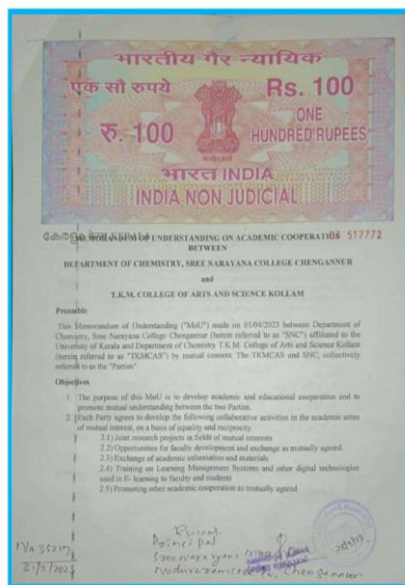 भारतीय गैर न्यायिक
एक सौ रुपये
Rs. 100
रु. 100
ONE
HUNDRED RUPEES
भारत INDIA
INDIA NON JUDICIAL
കേരളം केरल KERALA
517772
MEMORANDUM OF UNDERSTANDING ON ACADEMIC COOPERATION
BETWEEN
DEPARTMENT OF CHEMISTRY, SREE NARAYANA COLLEGE CHENGANNUR
and
T.K.M. COLLEGE OF ARTS AND SCIENCE KOLLAM
Preamble
This Memorandum of Understanding ("MoU") made on 01/04/2023 between Department of
Chemistry, Sree Narayana College Chengannur (herein referred to as "SNC") affiliated to the
University of Kerala and Department of Chemistry T.K.M. College of Arts and Science Kollam
(herein referred to as "TKMCAS") by mutual consent. The TKMCAS and SNC, collectively
referred to as the "Parties"
Objectives
1. The purpose of this MoU is to develop academic and educational cooperation and to
promote mutual understanding between the two Parties.
2. Each Party agrees to develop the following collaborative activities in the academic areas
of mutual interest, on a basis of equality and reciprocity.
2.1) Joint research projects in fields of mutual interests
2.2) Opportunities for faculty development and exchange as mutually agreed
2.3) Exchange of academic information and materials
2.4) Training on Learning Management Systems and other digital technologies
used in E- learning to faculty and students
2.5) Promoting other academic cooperation as mutually agreed
Principal
Sree narayana college
Chengannur